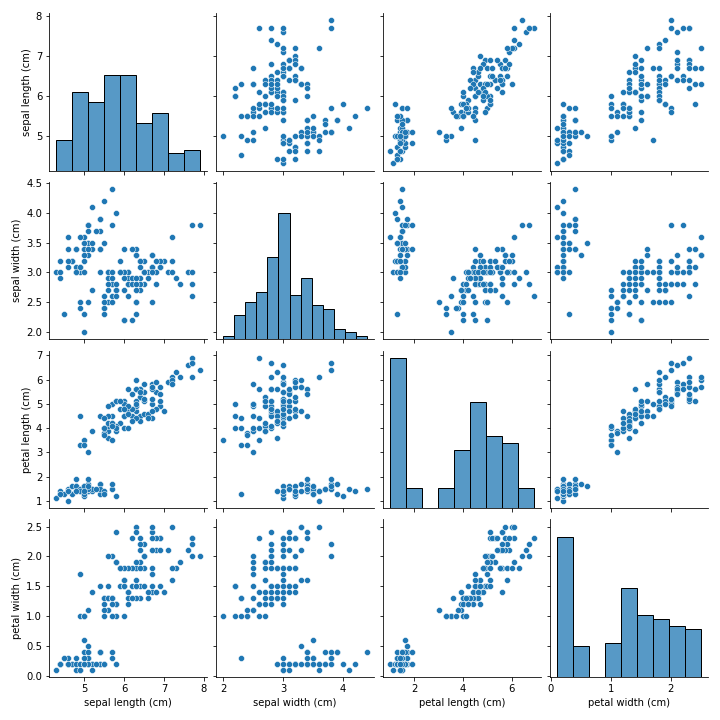 8
7
6
5
sepal length (cm)
4.5
4.0
3.5
3.0
2.5
2.0
sepal width (cm)
7
6
5
4
3
2
1
petal length (cm)
2.5
2.0
1.5
1.0
0.5
0.0
petal width (cm)
5 6 7 8
2 3 4
2 4 6
0 1 2
sepal length (cm) sepal width (cm) petal length (cm) petal width (cm)